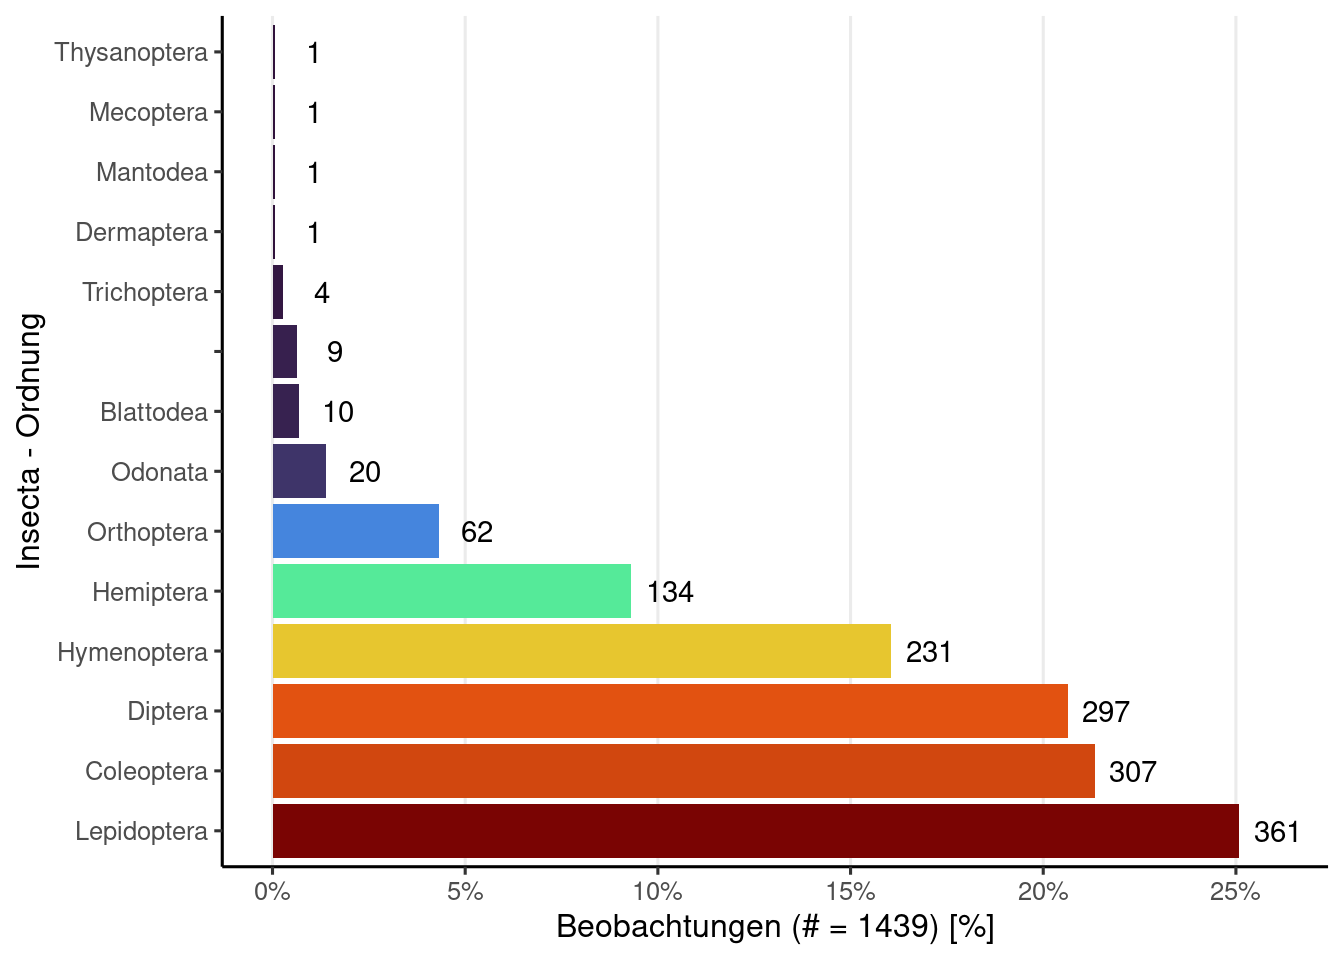 Insecta - Ordnung
Thysanoptera 1
Mecoptera 1
Mantodea 1
Dermaptera 1
Trichoptera 4
9
Blattodea 10
Odonata 20
Orthoptera 62
Hemiptera 134
Hymenoptera 231
Diptera 297
Coleoptera 307
Lepidoptera 361
0% 5% 10% 15% 20% 25%
Beobachtungen (# = 1439) [%]